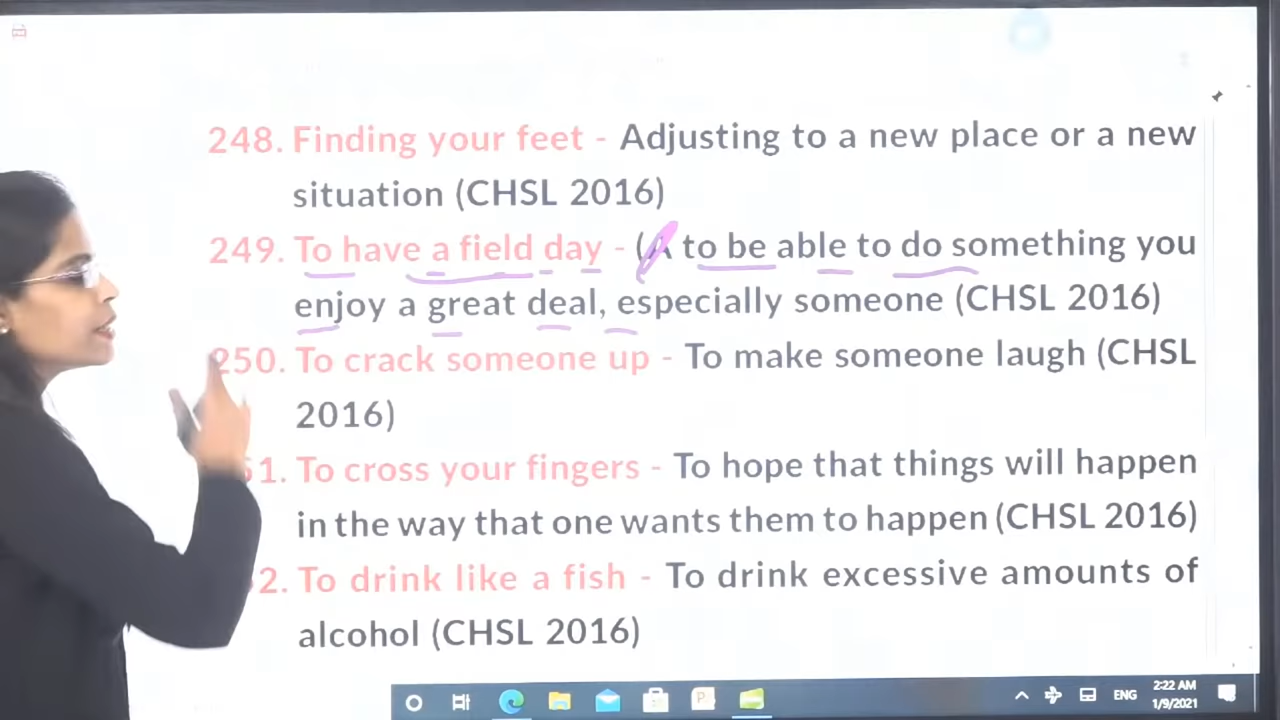 248. Finding your feet - Adjusting to a new place or a new
situation (CHSL 2016)
249. To have a field day - (A to be able to do something you
enjoy a great deal, especially someone (CHSL 2016)
250. To crack someone up - To make someone laugh (CHSL
2016)
51. To cross your fingers - To hope that things will happen
in the way that one wants them to happen (CHSL 2016)
2. To drink like a fish - To drink excessive amounts of
alcohol (CHSL 2016)
ENG
2:22 AM
1/9/2021